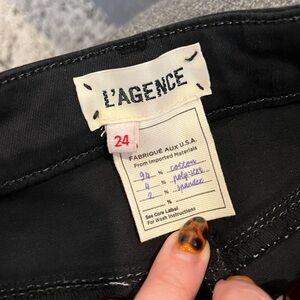 L'AGENCE
24
FABRIQUÉ AUX U.S.A.
From Imported Materials
94 % cotton
4 % polyester
2 % spandex
%
See Care Label
For Wash Instructions